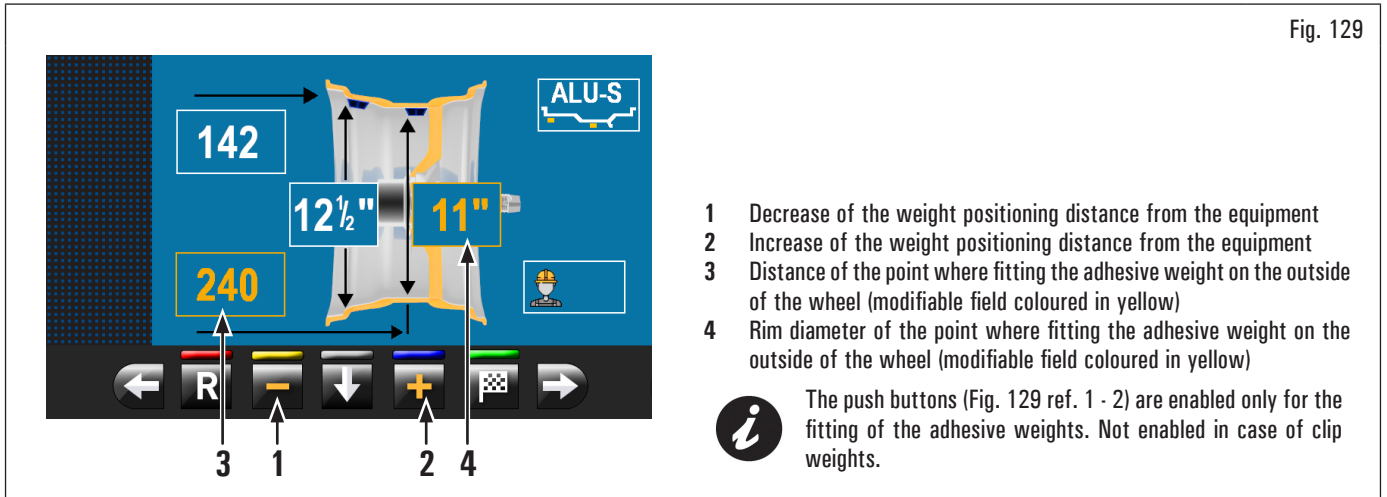 Fig. 129
ALU-S
142
12½"
11"
240
R
3 1 2 4
1 Decrease of the weight positioning distance from the equipment
2 Increase of the weight positioning distance from the equipment
3 Distance of the point where fitting the adhesive weight on the outside
of the wheel (modifiable field coloured in yellow)
4 Rim diameter of the point where fitting the adhesive weight on the
outside of the wheel (modifiable field coloured in yellow)
The push buttons (Fig. 129 ref. 1 - 2) are enabled only for the
fitting of the adhesive weights. Not enabled in case of clip
weights.